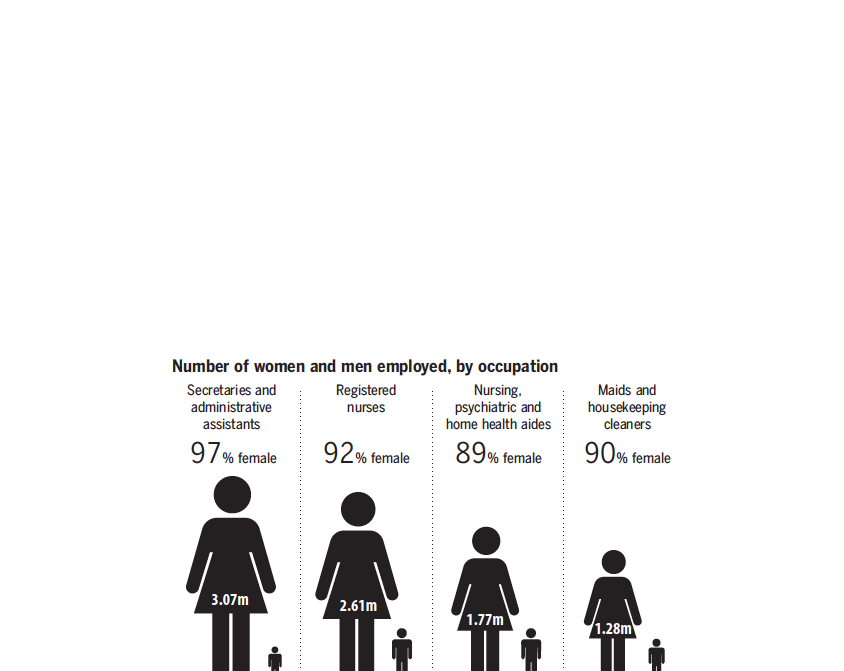 Number of women and men employed, by occupation
Secretaries and
administrative
assistants
97% female
3.07m
Registered
nurses
92% female
2.61m
Nursing,
psychiatric and
home health aides
89% female
1.77m
Maids and
housekeeping
cleaners
90% female
1.28m